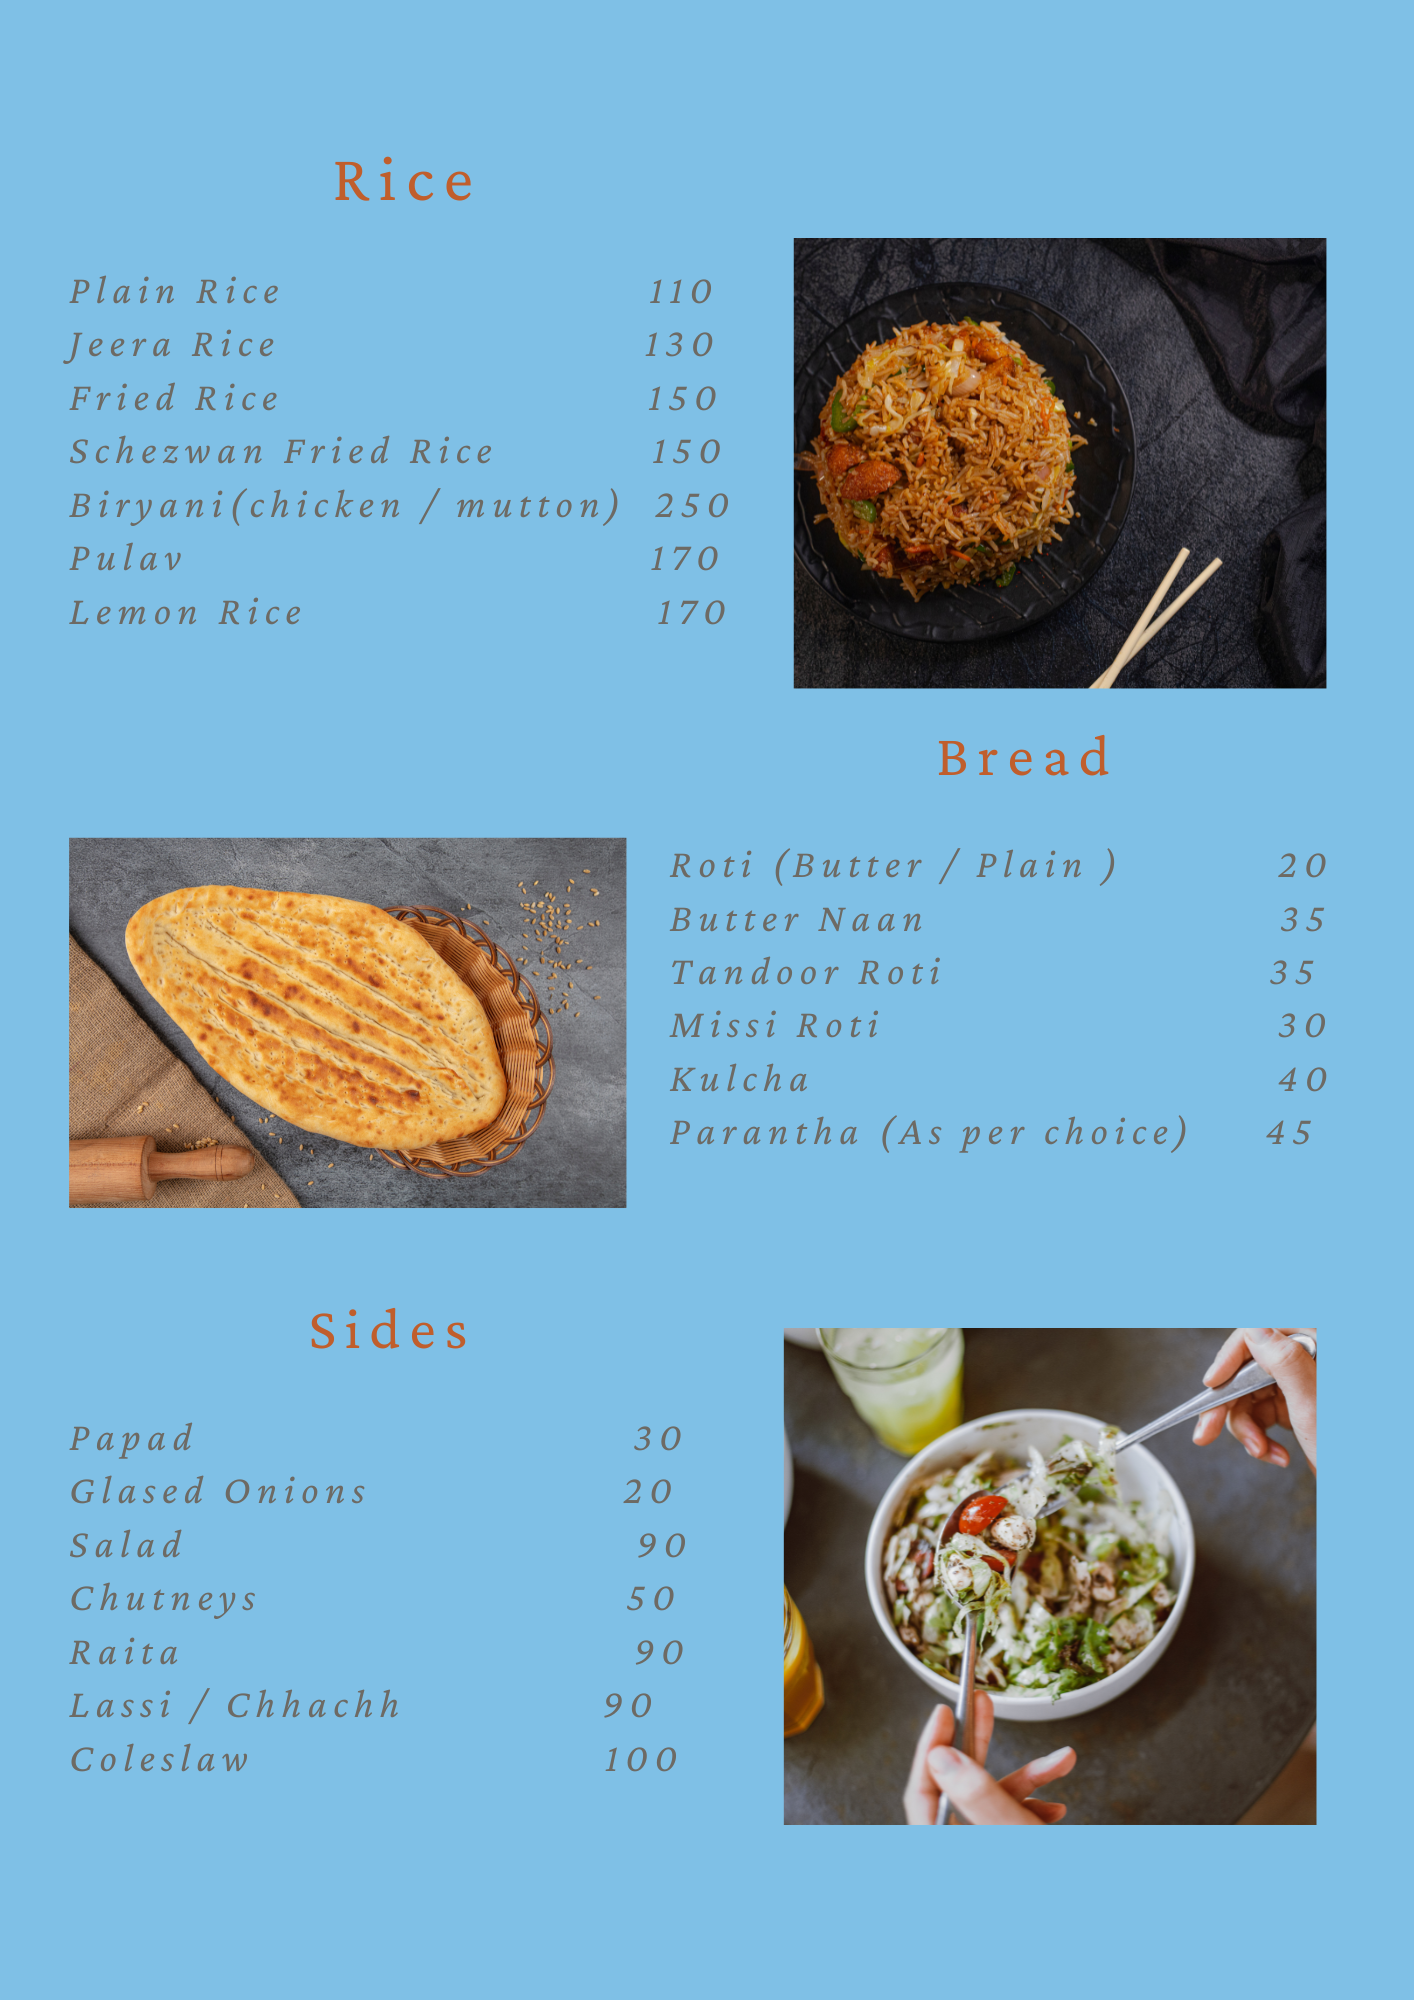 Rice
Plain Rice 110
Jeera Rice 130
Fried Rice 150
Schezwan Fried Rice 150
Biryani(chicken / mutton) 250
Pulav 170
Lemon Rice 170
Bread
Roti (Butter / Plain ) 20
Butter Naan 35
Tandoor Roti 35
Missi Roti 30
Kulcha 40
Parantha (As per choice) 45
Sides
Papad 30
Glased Onions 20
Salad 90
Chutneys 50
Raita 90
Lassi / Chhachh 90
Coleslaw 100